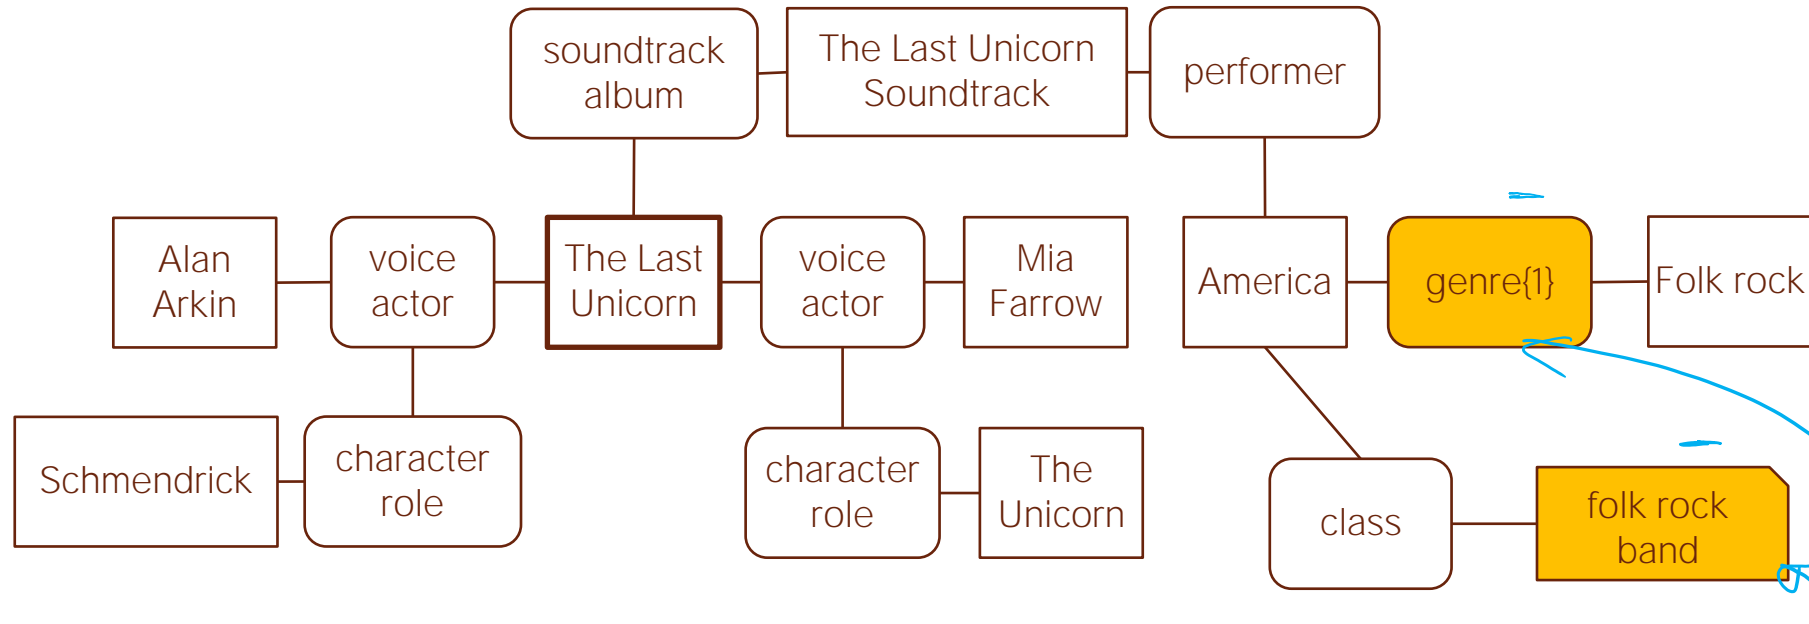 soundtrack
album
The Last Unicorn
Soundtrack
performer
Alan
Arkin
voice
actor
The Last
Unicorn
voice
actor
Mia
Farrow
America
genre{1}
Folk rock
Schmendrick
character
role
character
role
The
Unicorn
class
folk rock
band